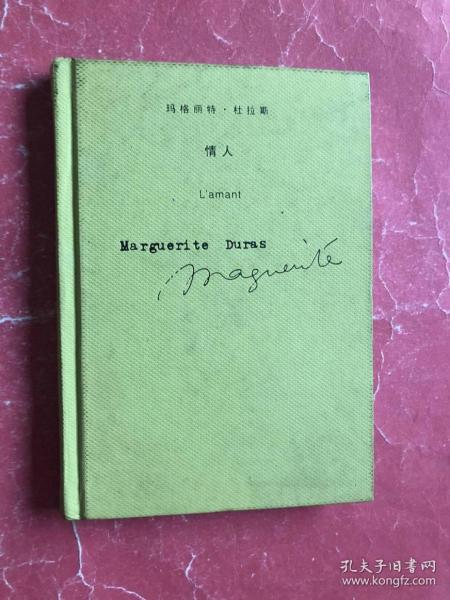 玛格丽特·杜拉斯
情人
L'amant
Marguerite Duras
Maguerite
孔夫子旧书网
www.kongfz.com